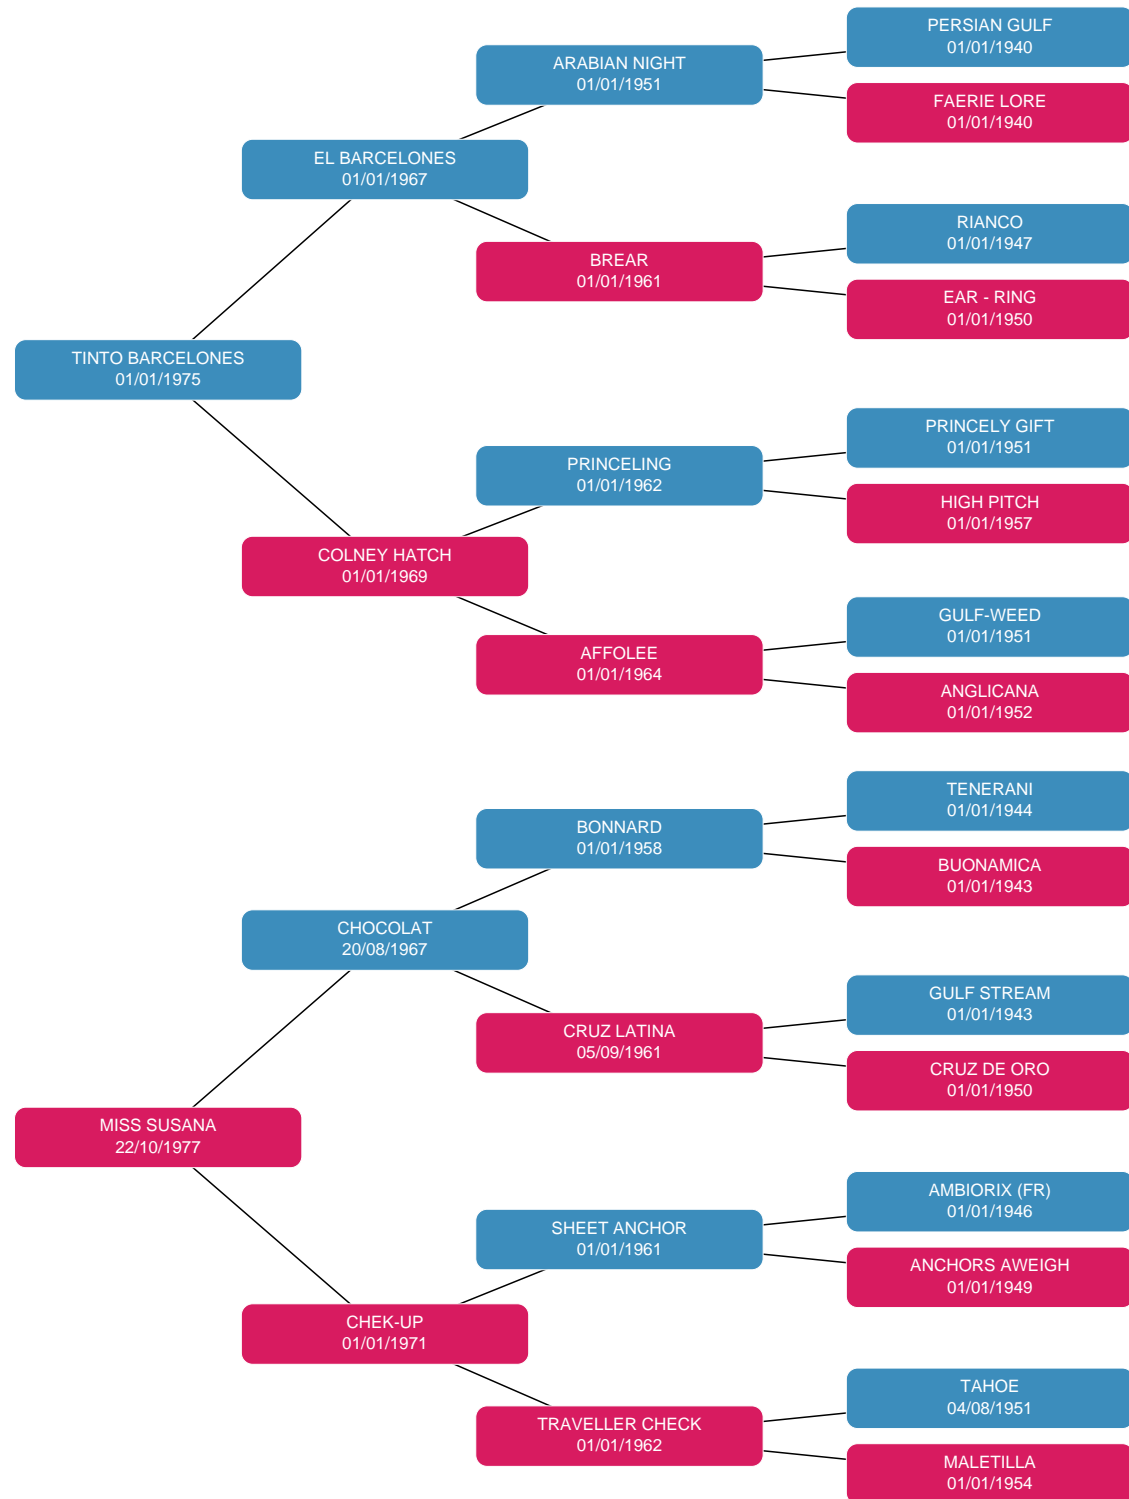 PERSIAN GULF
01/01/1940
ARABIAN NIGHT
01/01/1951
FAERIE LORE
01/01/1940
EL BARCELONES
01/01/1967
RIANCO
01/01/1947
BREAR
01/01/1961
EAR - RING
01/01/1950
TINTO BARCELONES
01/01/1975
PRINCELY GIFT
01/01/1951
PRINCELING
01/01/1962
HIGH PITCH
01/01/1957
COLNEY HATCH
01/01/1969
GULF-WEED
01/01/1951
AFFOLEE
01/01/1964
ANGLICANA
01/01/1952
TENERANI
01/01/1944
BONNARD
01/01/1958
BUONAMICA
01/01/1943
CHOCOLAT
20/08/1967
GULF STREAM
01/01/1943
CRUZ LATINA
05/09/1961
CRUZ DE ORO
01/01/1950
MISS SUSANA
22/10/1977
AMBIORIX (FR)
01/01/1946
SHEET ANCHOR
01/01/1961
ANCHORS AWEIGH
01/01/1949
CHEK-UP
01/01/1971
TAHOE
04/08/1951
TRAVELLER CHECK
01/01/1962
MALETILLA
01/01/1954